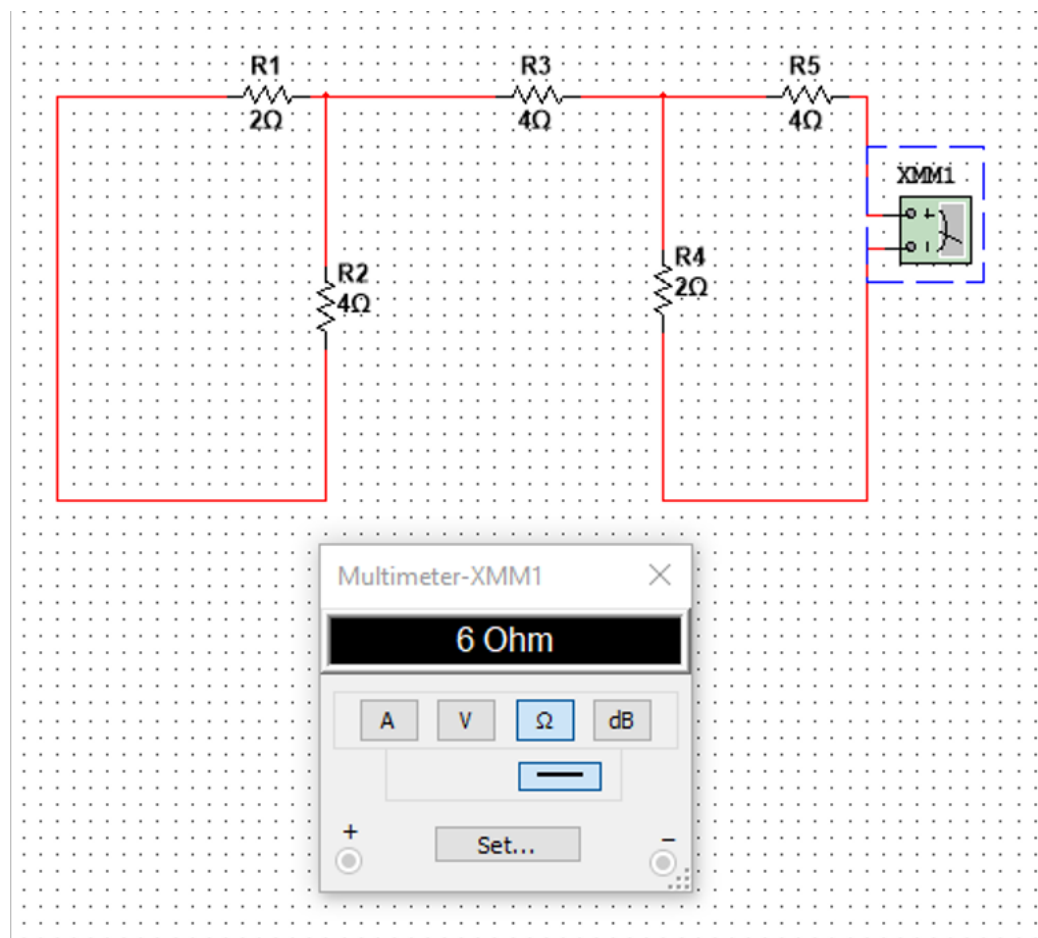 R1
2Ω
R3
4Ω
R5
4Ω
XMM1
R2
4Ω
R4
2Ω
Multimeter-XMM1
6 Ohm
A V Ω dB
+ Set... −